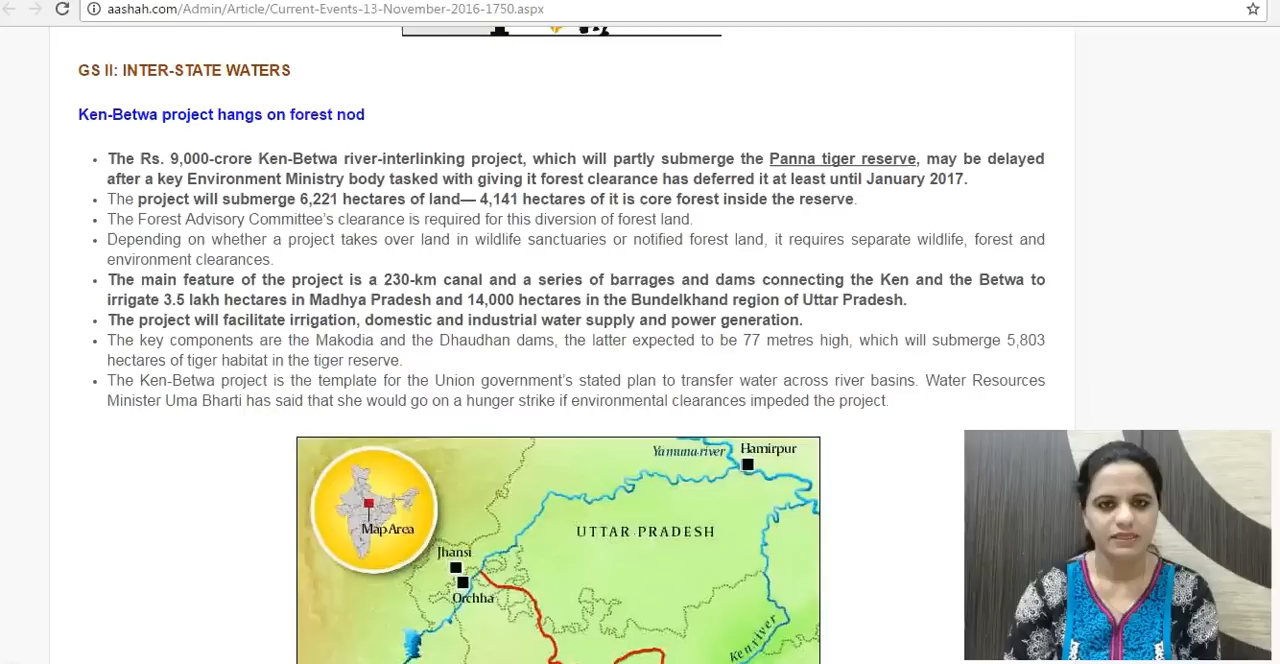 aashah.com/Admin/Article/Current-Events-13-November-2016-1750.aspx
GS II: INTER-STATE WATERS
Ken-Betwa project hangs on forest nod
• The Rs. 9,000-crore Ken-Betwa river-interlinking project, which will partly submerge the Panna tiger reserve, may be delayed
after a key Environment Ministry body tasked with giving it forest clearance has deferred it at least until January 2017.
• The project will submerge 6,221 hectares of land— 4,141 hectares of it is core forest inside the reserve.
• The Forest Advisory Committee's clearance is required for this diversion of forest land.
• Depending on whether a project takes over land in wildlife sanctuaries or notified forest land, it requires separate wildlife, forest and
environment clearances.
• The main feature of the project is a 230-km canal and a series of barrages and dams connecting the Ken and the Betwa to
irrigate 3.5 lakh hectares in Madhya Pradesh and 14,000 hectares in the Bundelkhand region of Uttar Pradesh.
• The project will facilitate irrigation, domestic and industrial water supply and power generation.
• The key components are the Makodia and the Dhaudhan dams, the latter expected to be 77 metres high, which will submerge 5,803
hectares of tiger habitat in the tiger reserve.
• The Ken-Betwa project is the template for the Union government's stated plan to transfer water across river basins. Water Resources
Minister Uma Bharti has said that she would go on a hunger strike if environmental clearances impeded the project.
Yamuna river
Hamirpur
Map Area
UTTAR PRADESH
Jhansi
Orchha
Ken river